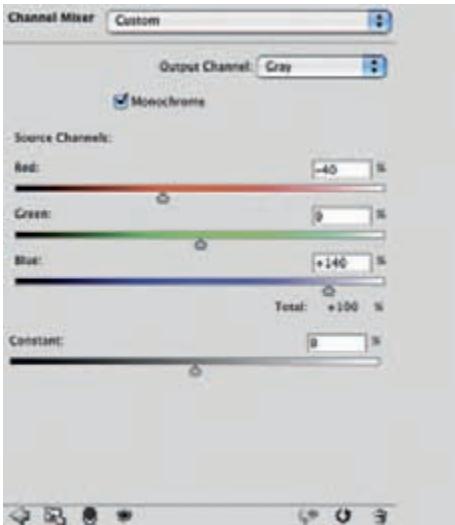 Channel Mixer Custom
Output Channel: Gray
Monochrome
Source Channels:
Red: -40 %
Green: 0 %
Blue: +140 %
Total: +100 %
Constant: 0 %